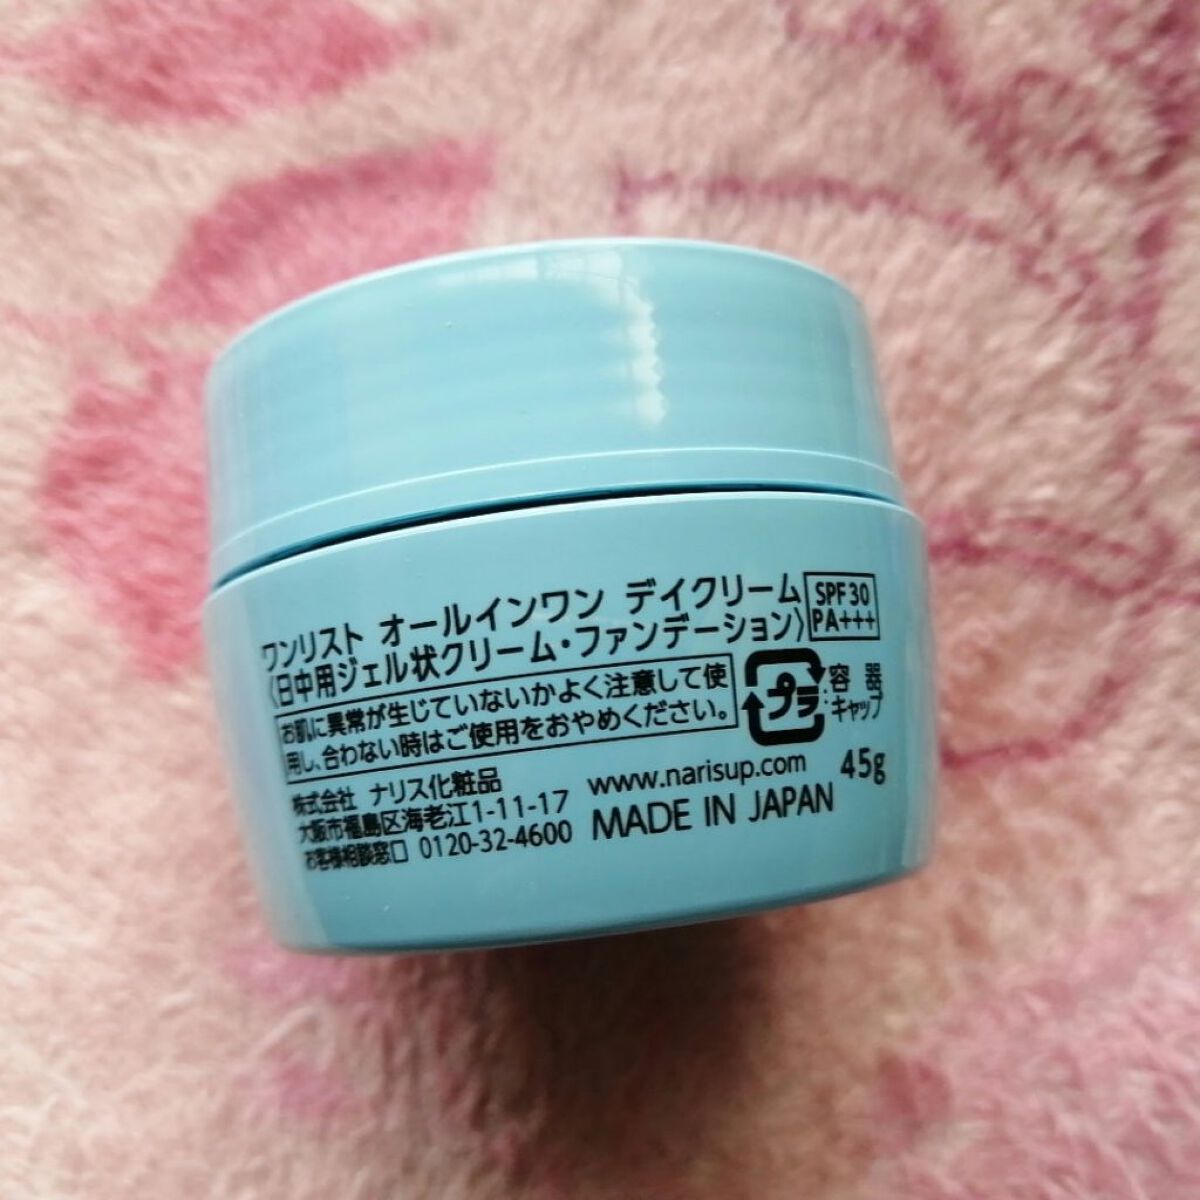 ワンリスト オールインワン デイクリーム
〈日中用ジェル状クリーム・ファンデーション〉
SPF 30
PA+++
お肌に異常が生じていないかよく注意して使
用し、合わない時はご使用をおやめください。
プラ
:容器
キャップ
株式会社 ナリス化粧品
大阪市福島区海老江1-11-17
お客様相談窓口 0120-32-4600
www.narisup.com
MADE IN JAPAN
45g